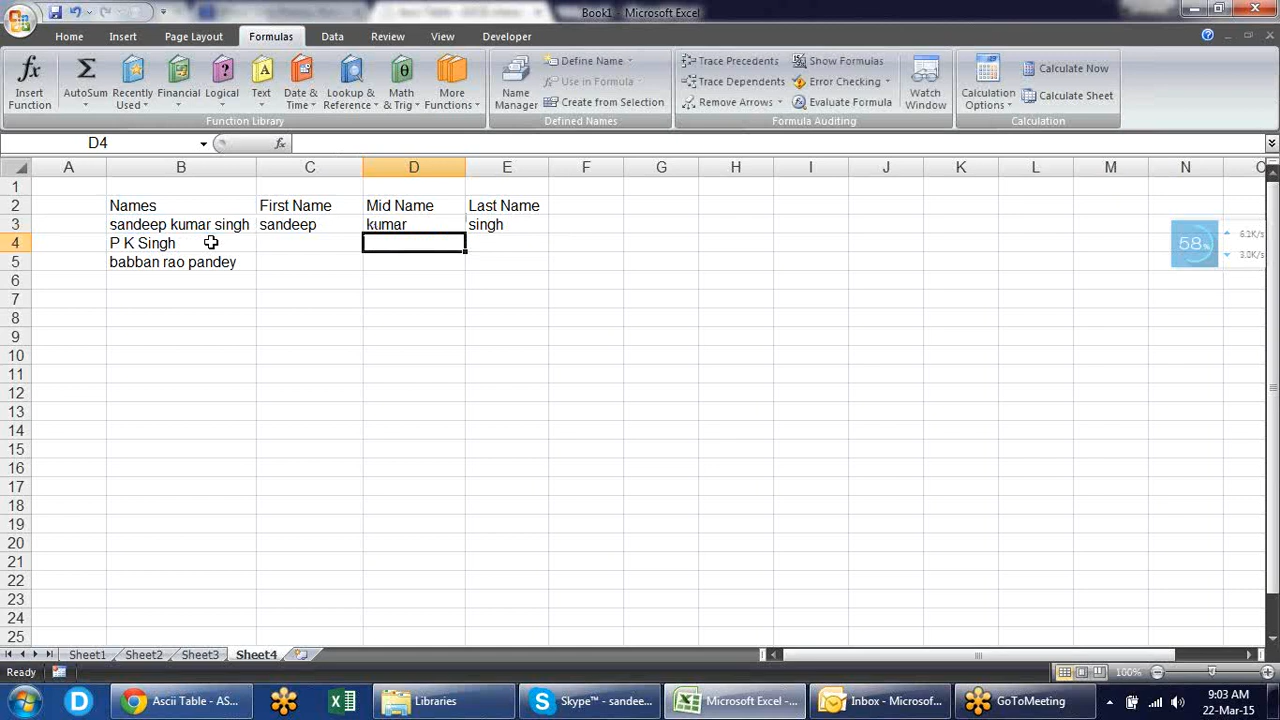 Book1 - Microsoft Excel
Home Insert Page Layout Formulas Data Review View Developer
Insert Function
AutoSum
Recently Used
Financial
Logical
Text
Date & Time
Lookup & Reference
Math & Trig
More Functions
Function Library
Name Manager
Define Name
Use in Formula
Create from Selection
Defined Names
Trace Precedents
Trace Dependents
Remove Arrows
Show Formulas
Error Checking
Evaluate Formula
Formula Auditing
Watch Window
Calculation Options
Calculate Now
Calculate Sheet
Calculation
D4
fx
A B C D E F G H I J K L M N
1
2 Names First Name Mid Name Last Name
3 sandeep kumar singh sandeep kumar singh
4 P K Singh
5 babban rao pandey
6
7
8
9
10
11
12
13
14
15
16
17
18
19
20
21
22
23
24
25
58%
Sheet1 Sheet2 Sheet3 Sheet4
Ready
100%
Ascii Table - AS...
Libraries
Skype™ - sandee...
Microsoft Excel -...
Inbox - Microsof...
GoToMeeting
9:03 AM
22-Mar-15